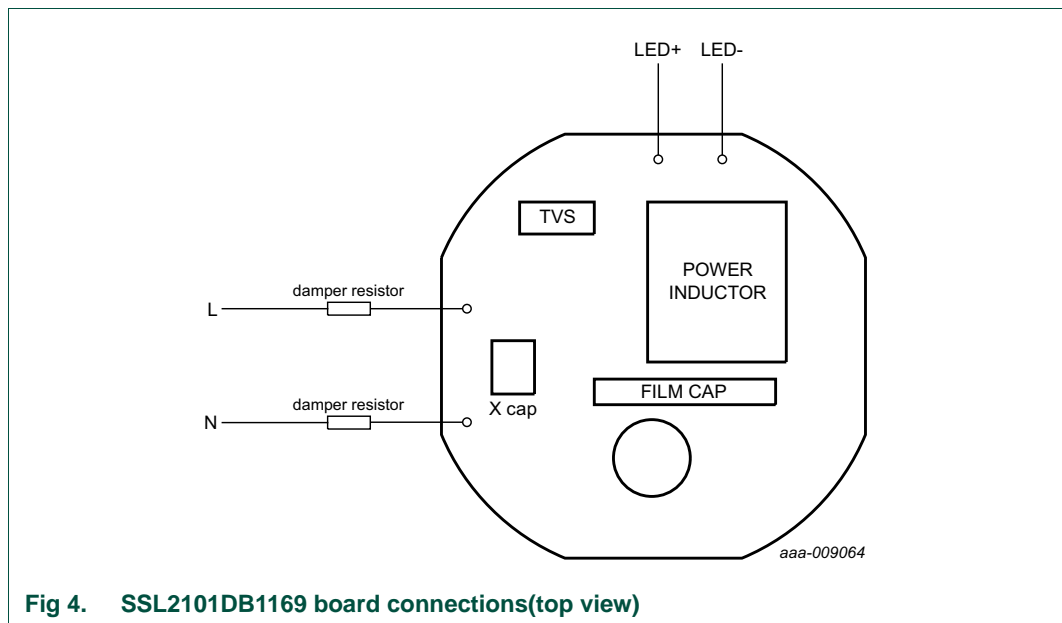 LED+ LED-
TVS
POWER
INDUCTOR
damper resistor
L
FILM CAP
damper resistor
X cap
N
aaa-009064
Fig 4. SSL2101DB1169 board connections(top view)